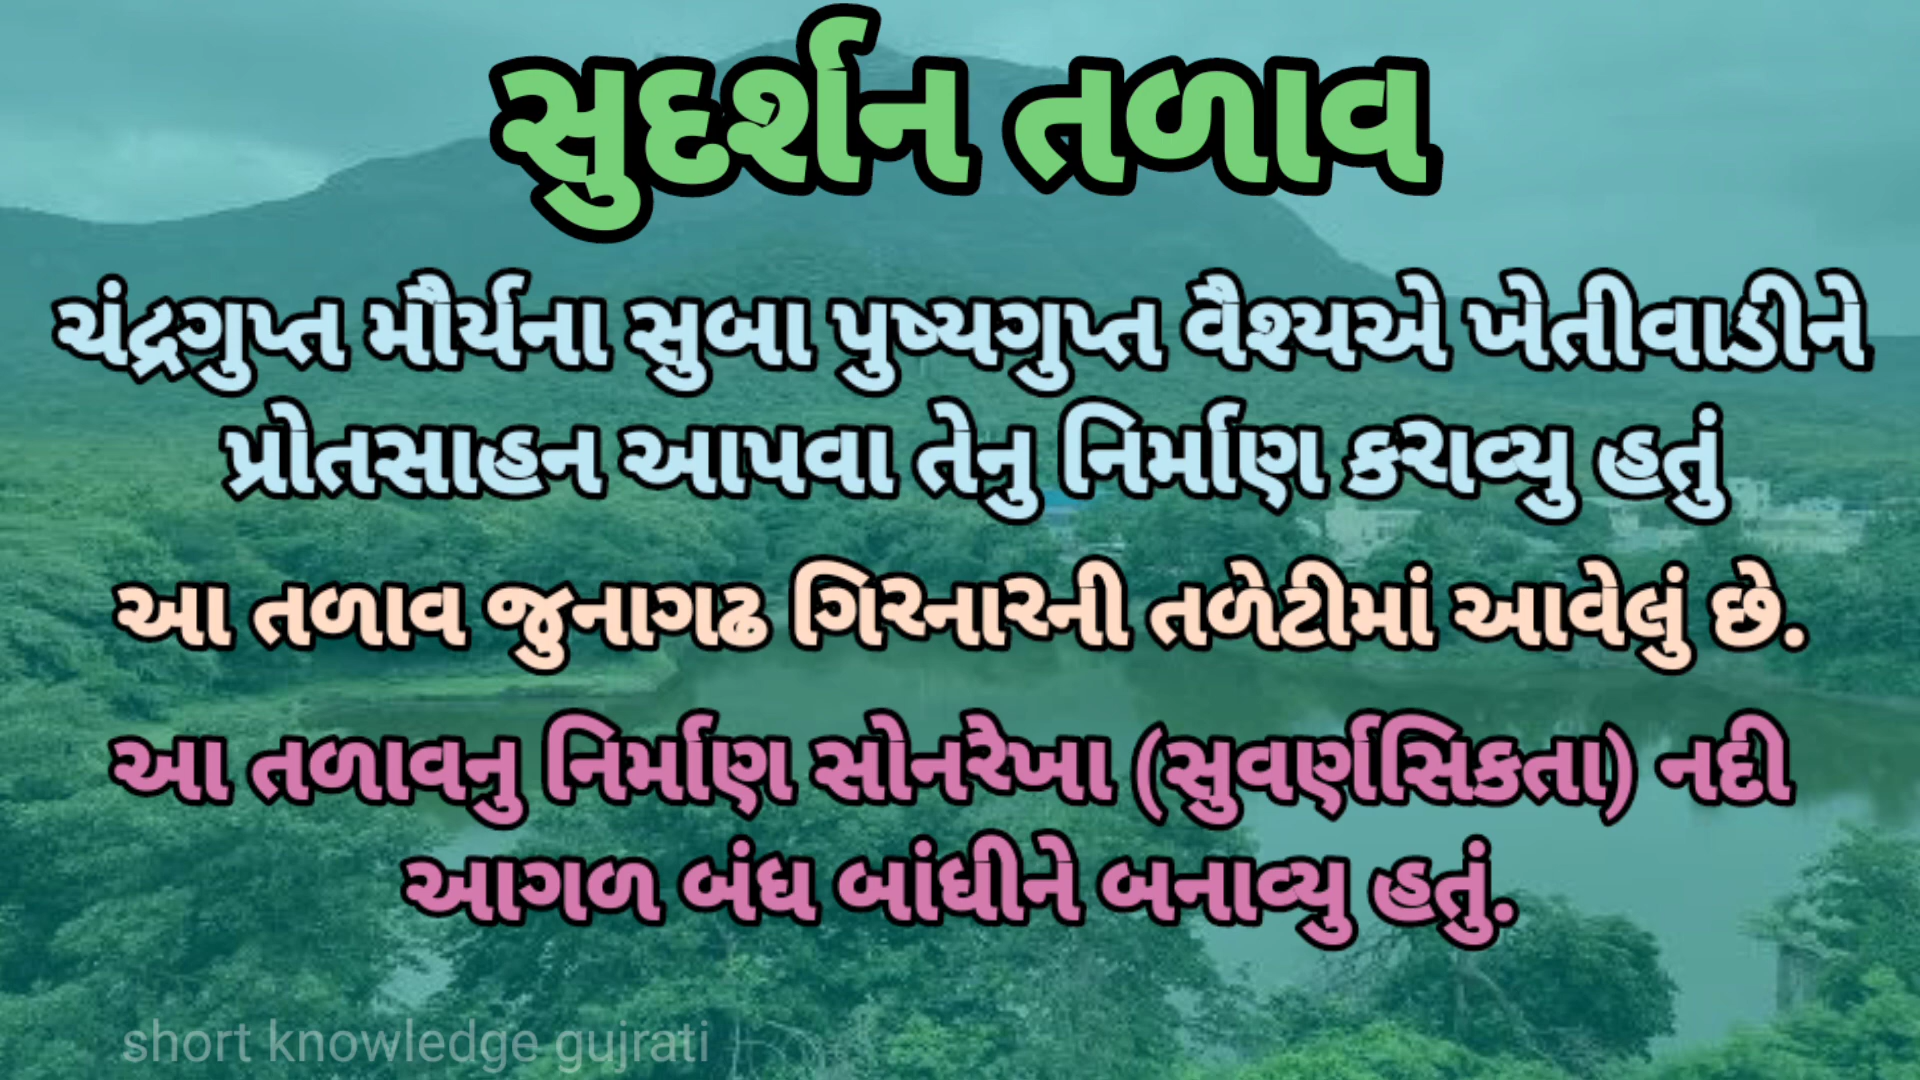 સુદર્શન તળાવ
ચંદ્રગુપ્ત મૌર્યના સુબા પુષ્યગુપ્ત વૈશ્યએ ખેતીવાડીને
પ્રોતસાહન આપવા તેનુ નિર્માણ કરાવ્યુ હતું
આ તળાવ જુનાગઢ ગિરનારની તળેટીમાં આવેલું છે.
આ તળાવનુ નિર્માણ સોનરેખા (સુવર્ણસિકતા) નદી
આગળ બંધ બાંધીને બનાવ્યુ હતું.
short knowledge gujrati